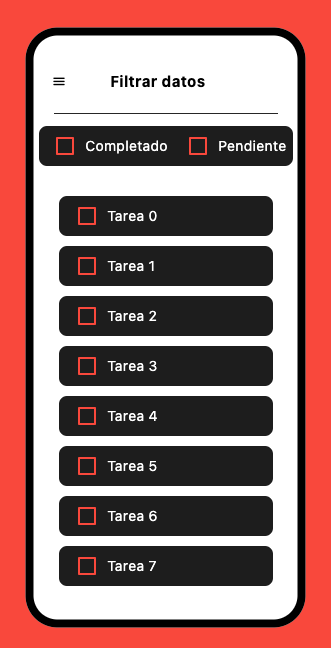 Filtrar datos
Completado Pendiente
Tarea 0
Tarea 1
Tarea 2
Tarea 3
Tarea 4
Tarea 5
Tarea 6
Tarea 7